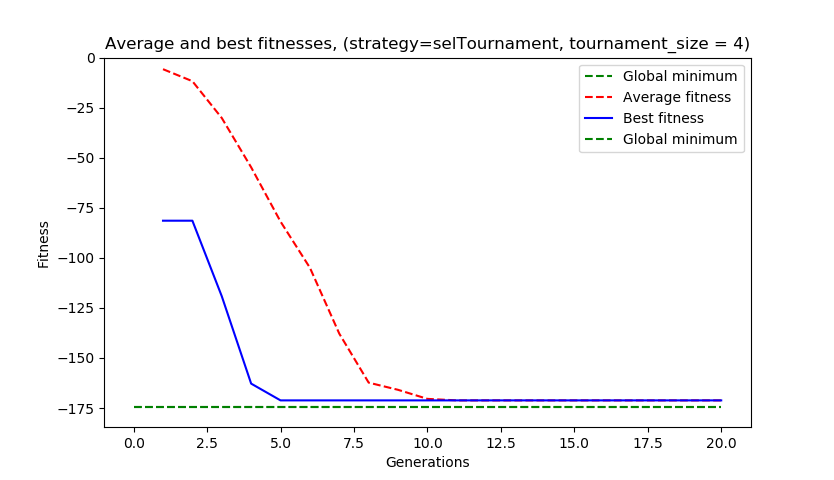 Average and best fitnesses, (strategy=selTournament, tournament_size = 4)
Global minimum
Average fitness
Best fitness
Global minimum
Fitness
0
−25
−50
−75
−100
−125
−150
−175
0.0 2.5 5.0 7.5 10.0 12.5 15.0 17.5 20.0
Generations